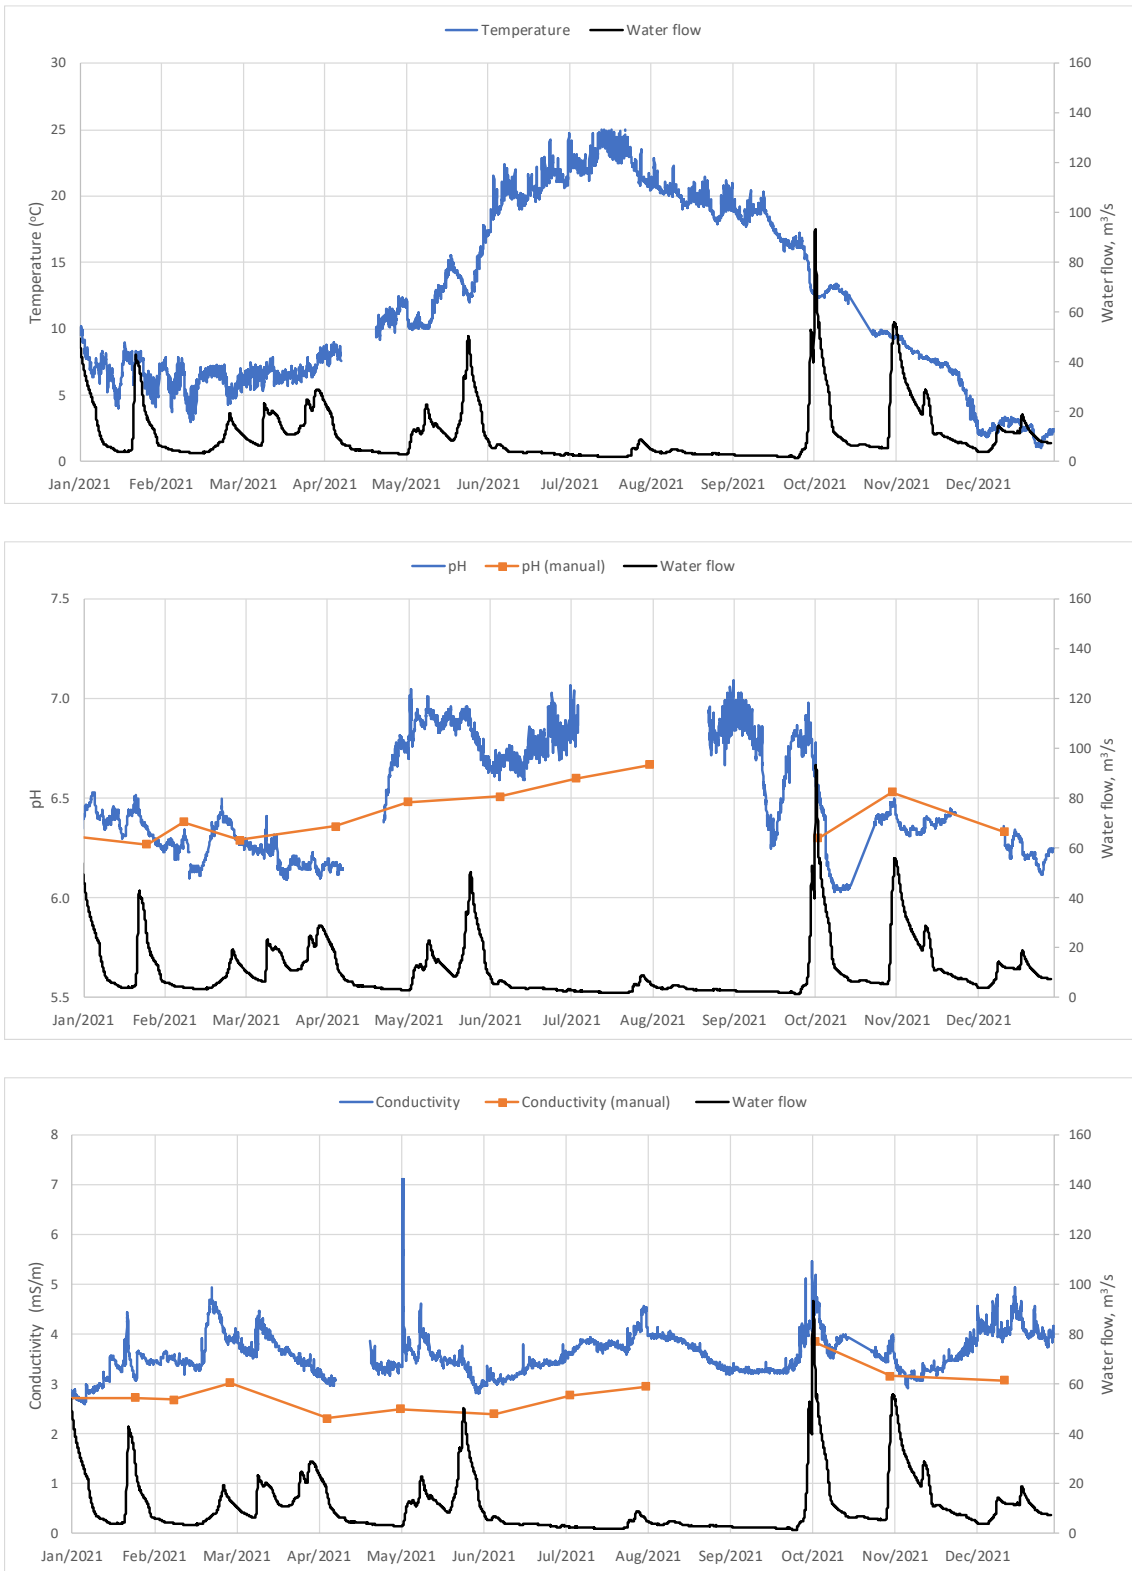 Temperature Water flow
30 160
140
25
120
20
100
15
80
60
10
40
5
20
0 0
Temperature (°C)
Water flow, m³/s
Jan/2021 Feb/2021 Mar/2021 Apr/2021 May/2021 Jun/2021 Jul/2021 Aug/2021 Sep/2021 Oct/2021 Nov/2021 Dec/2021
pH pH (manual) Water flow
7.5 160
140
7.0 120
100
6.5 80
60
6.0 40
20
5.5 0
pH
Water flow, m³/s
Jan/2021 Feb/2021 Mar/2021 Apr/2021 May/2021 Jun/2021 Jul/2021 Aug/2021 Sep/2021 Oct/2021 Nov/2021 Dec/2021
Conductivity Conductivity (manual) Water flow
8 160
7 140
6 120
5 100
4 80
3 60
2 40
1 20
0 0
Conductivity (mS/m)
Water flow, m³/s
Jan/2021 Feb/2021 Mar/2021 Apr/2021 May/2021 Jun/2021 Jul/2021 Aug/2021 Sep/2021 Oct/2021 Nov/2021 Dec/2021